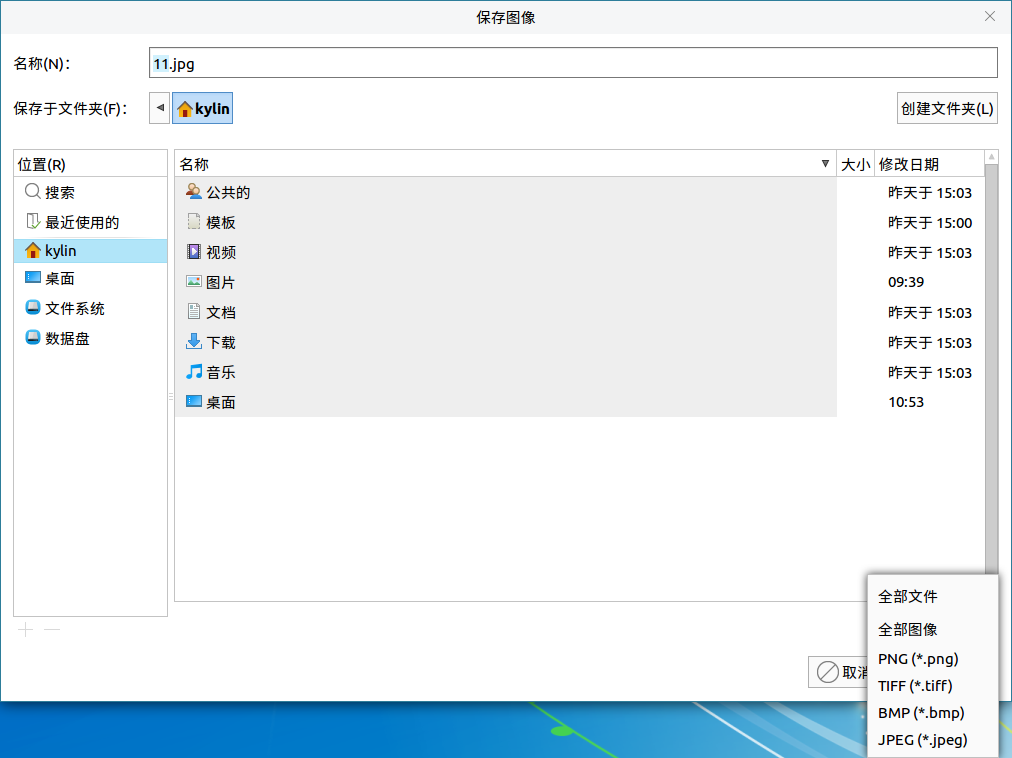 保存图像
名称(N)：
11.jpg
保存于文件夹(F)：
kylin
创建文件夹(L)
位置(R)
搜索
最近使用的
kylin
桌面
文件系统
数据盘
名称 大小 修改日期
公共的 昨天于 15:03
模板 昨天于 15:00
视频 昨天于 15:03
图片 09:39
文档 昨天于 15:03
下载 昨天于 15:03
音乐 昨天于 15:03
桌面 10:53
取消
全部文件
全部图像
PNG (*.png)
TIFF (*.tiff)
BMP (*.bmp)
JPEG (*.jpeg)